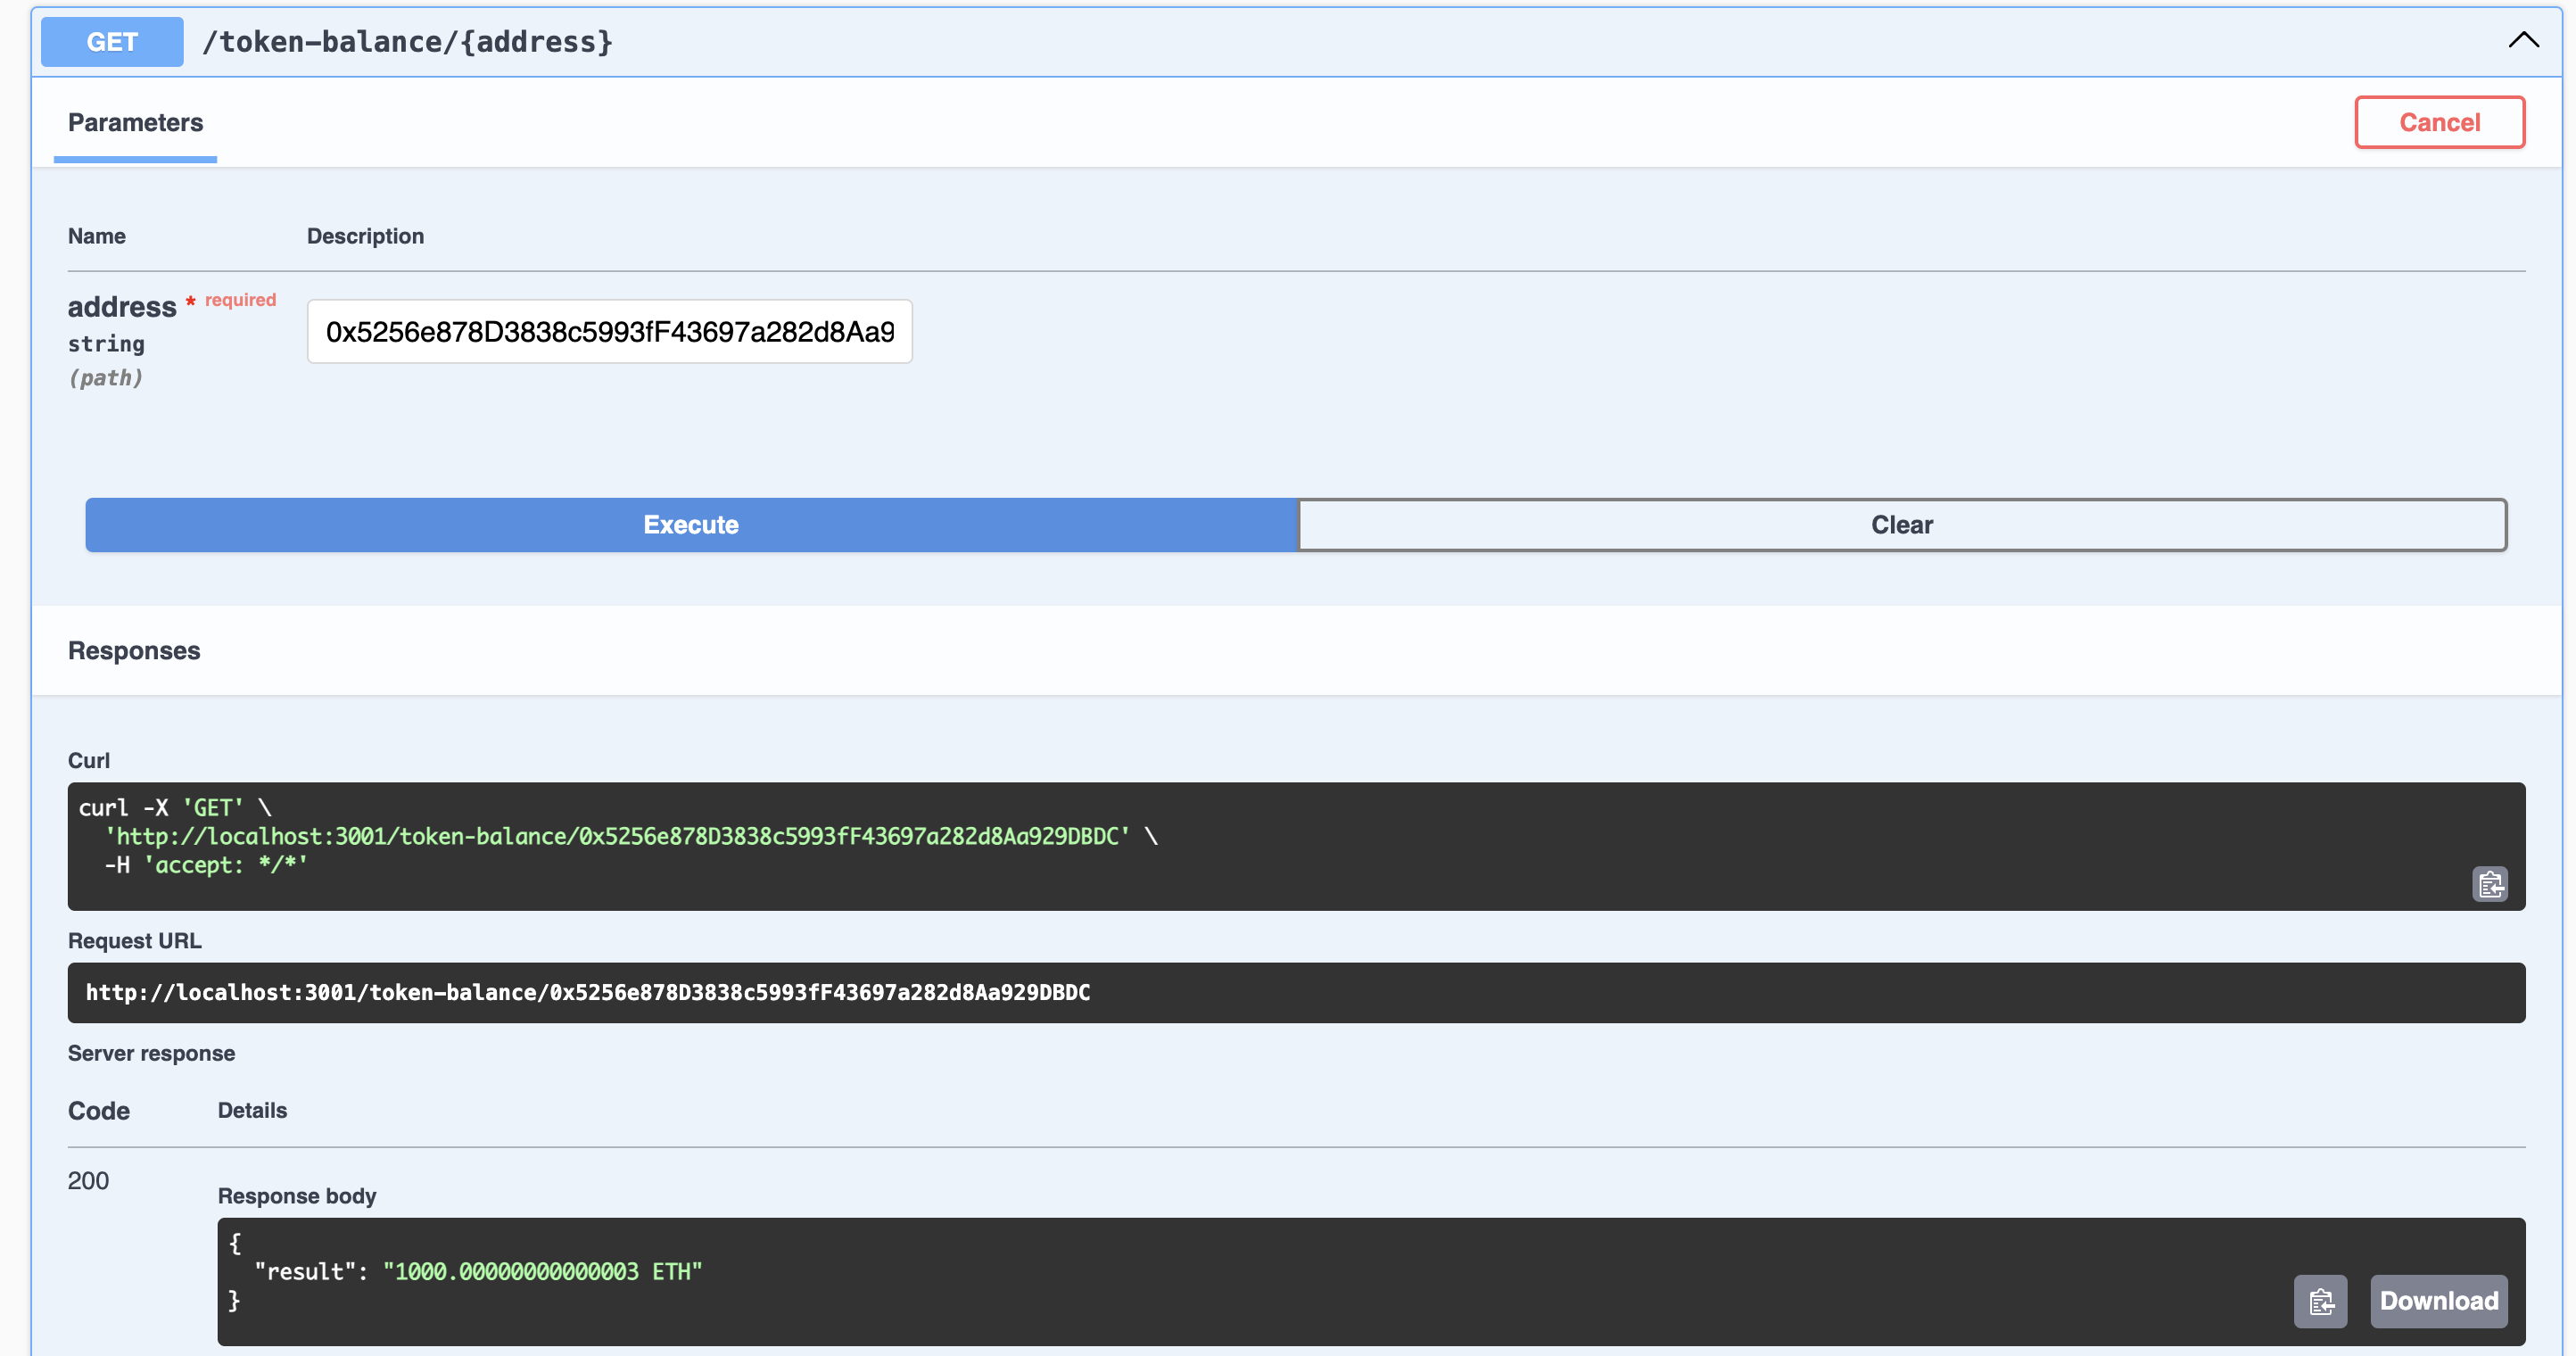 GET /token-balance/{address}
Parameters
Cancel
Name Description
address * required
string
(path)
0x5256e878D3838c5993fF43697a282d8Aa9
Execute
Clear
Responses
Curl
curl -X 'GET' \
'http://localhost:3001/token-balance/0x5256e878D3838c5993fF43697a282d8Aa929DBDC' \
-H 'accept: */*'
Request URL
http://localhost:3001/token-balance/0x5256e878D3838c5993fF43697a282d8Aa929DBDC
Server response
Code Details
200
Response body
{
"result": "1000.00000000000003 ETH"
}
Download